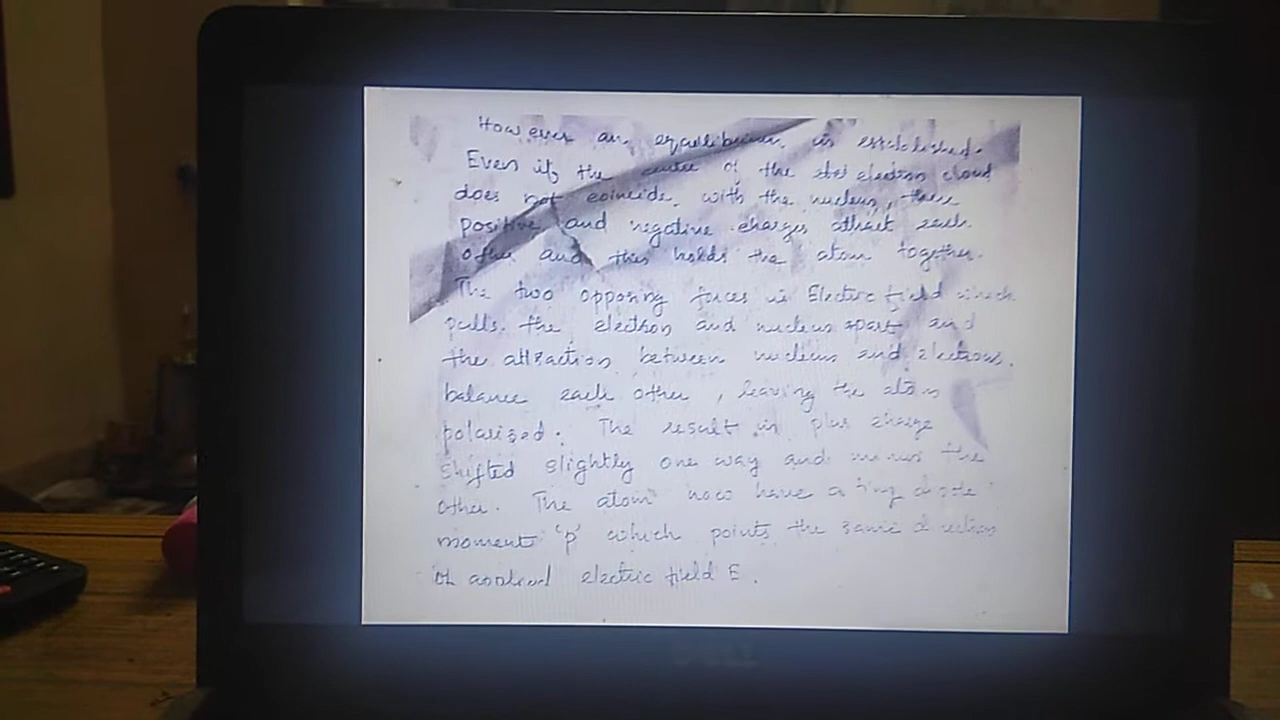 However an equilibrium is established.
Even if the centre of the electron cloud
does not coincide. with the nucleus, these
positive and negative charges attract each
other and this holds the atom together.
The two opposing forces ie Electric field which
pulls. the electron and nucleus apart and
the attraction between nucleus and electrons.
balance each other, leaving the atom
polarized. The result is plus charge
shifted slightly one way and minus the
other. The atom now have a tiny dipole
moment 'p' which points the same direction
of applied electric field E.
DELL